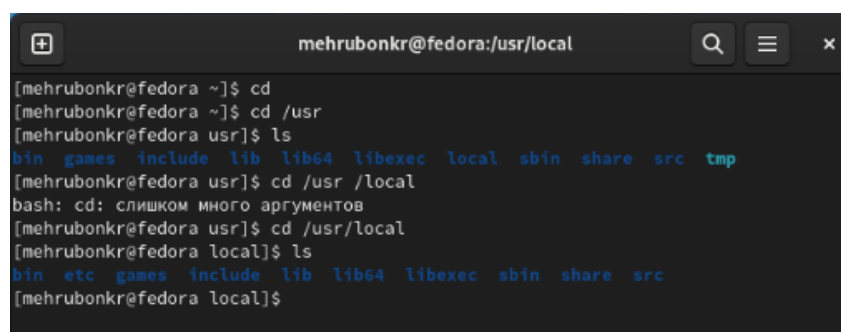 mehrubonkr@fedora:/usr/local
[mehrubonkr@fedora ~]$ cd
[mehrubonkr@fedora ~]$ cd /usr
[mehrubonkr@fedora usr]$ ls
bin games include lib lib64 libexec local sbin share src tmp
[mehrubonkr@fedora usr]$ cd /usr /local
bash: cd: слишком много аргументов
[mehrubonkr@fedora usr]$ cd /usr/local
[mehrubonkr@fedora local]$ ls
bin etc games include lib lib64 libexec sbin share src
[mehrubonkr@fedora local]$